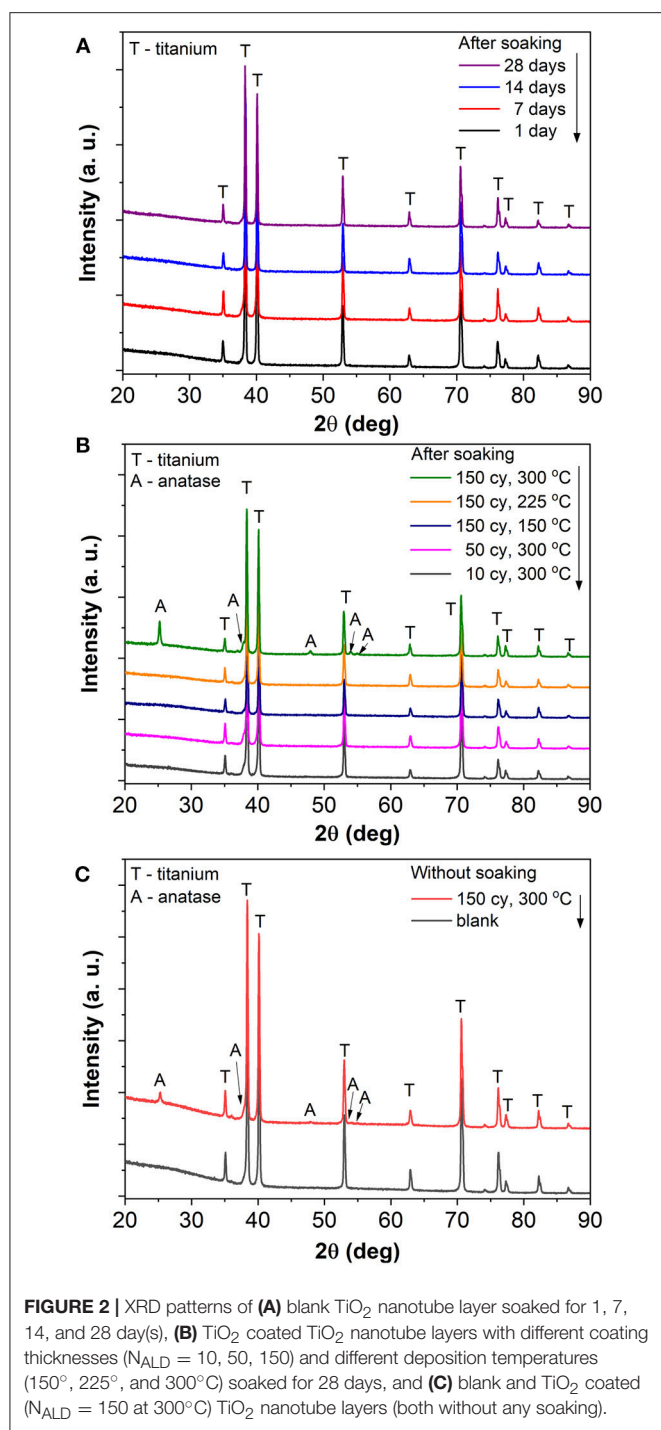 A
T - titanium
After soaking
28 days
14 days
7 days
1 day
T
T
T
T
T
T
T
T
T
T
Intensity (a. u.)
20 30 40 50 60 70 80 90
2θ (deg)
B
T - titanium
A - anatase
After soaking
150 cy, 300 °C
150 cy, 225 °C
150 cy, 150 °C
50 cy, 300 °C
10 cy, 300 °C
A
T
A
T
T
A
T
A
A
T
T
T
T
T
T
Intensity (a. u.)
20 30 40 50 60 70 80 90
2θ (deg)
C
T - titanium
A - anatase
Without soaking
150 cy, 300 °C
blank
A
T
A
T
T
A
T
A
A
T
T
T
T
T
T
Intensity (a. u.)
20 30 40 50 60 70 80 90
2θ (deg)
FIGURE 2 | XRD patterns of (A) blank TiO₂ nanotube layer soaked for 1, 7,
14, and 28 day(s), (B) TiO₂ coated TiO₂ nanotube layers with different coating
thicknesses (N_ALD = 10, 50, 150) and different deposition temperatures
(150°, 225°, and 300°C) soaked for 28 days, and (C) blank and TiO₂ coated
(N_ALD = 150 at 300°C) TiO₂ nanotube layers (both without any soaking).